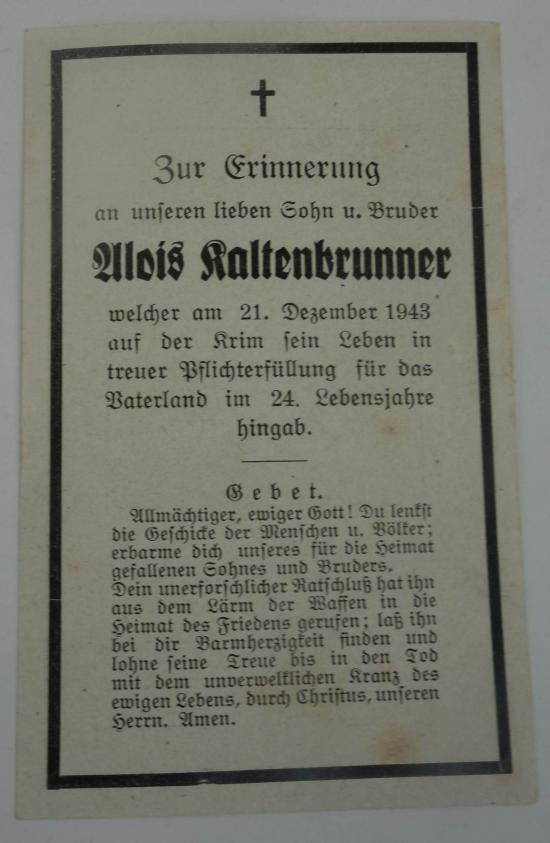 Zur Erinnerung
an unseren lieben Sohn u. Bruder
Alois Kaltenbrunner
welcher am 21. Dezember 1943
auf der Krim sein Leben in
treuer Pflichterfüllung für das
Vaterland im 24. Lebensjahre
hingab.
Gebet.
Allmächtiger, ewiger Gott! Du lenkst
die Geschicke der Menschen u. Völker;
erbarme dich unseres für die Heimat
gefallenen Sohnes und Bruders.
Dein unerforschlicher Ratschluß hat ihn
aus dem Lärm der Waffen in die
Heimat des Friedens gerufen; laß ihn
bei dir Barmherzigkeit finden und
lohne seine Treue bis in den Tod
mit dem unverwelklichen Kranz des
ewigen Lebens, durch Christus, unseren
Herrn. Amen.